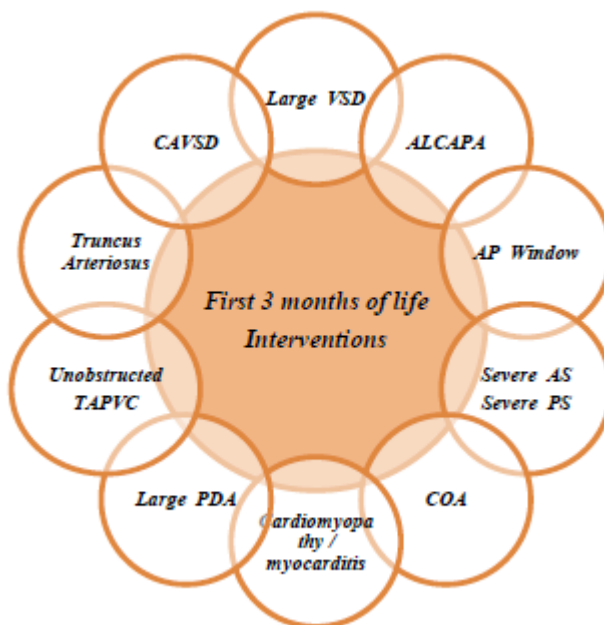 Large VSD
CAVSD
ALCAPA
Truncus
Arteriosus
AP Window
First 3 months of life
Interventions
Unobstructed
TAPVC
Severe AS
Severe PS
Large PDA
COA
Cardiomyopa
thy /
myocarditis